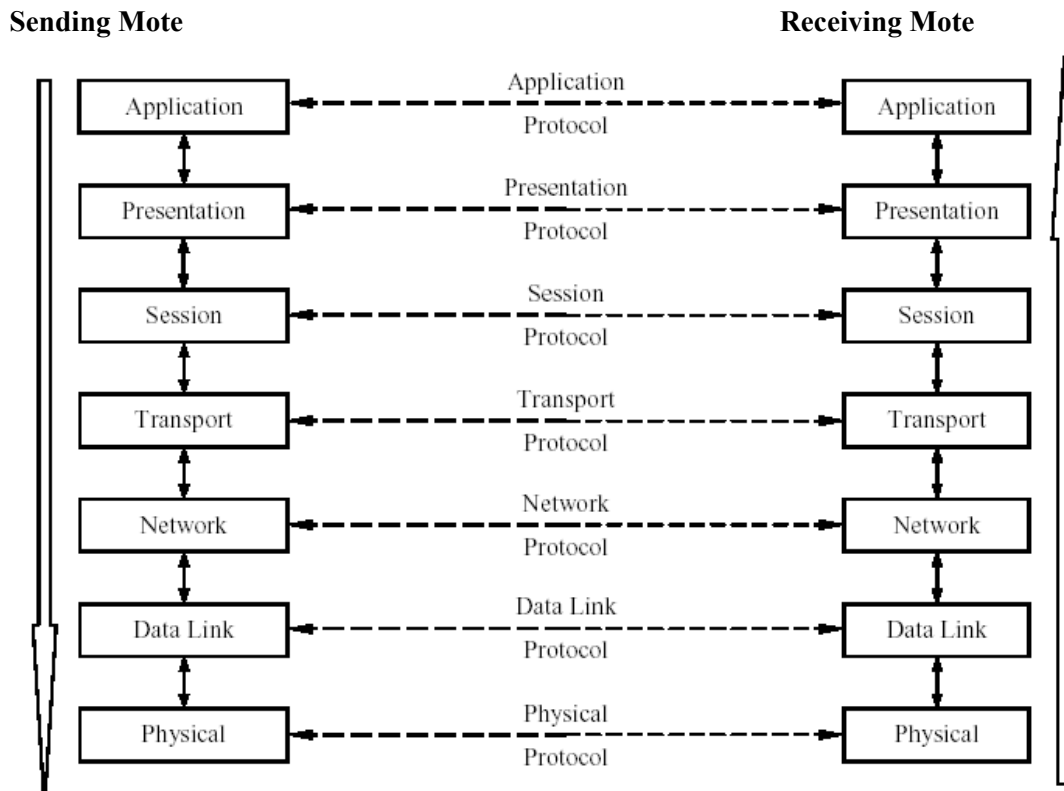 Sending Mote
Receiving Mote
Application
Application
Protocol
Application
Presentation
Presentation
Protocol
Presentation
Session
Session
Protocol
Session
Transport
Transport
Protocol
Transport
Network
Network
Protocol
Network
Data Link
Data Link
Protocol
Data Link
Physical
Physical
Protocol
Physical